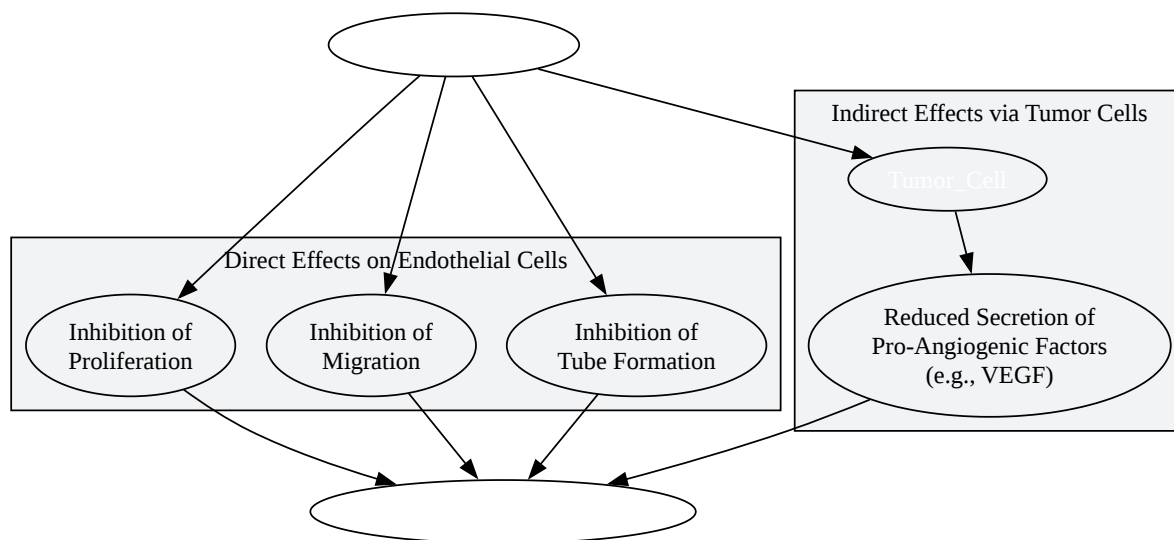 Indirect Effects via Tumor Cells
Tumor_Cell
Direct Effects on Endothelial Cells
Inhibition of
Proliferation
Inhibition of
Migration
Inhibition of
Tube Formation
Reduced Secretion of
Pro-Angiogenic Factors
(e.g., VEGF)